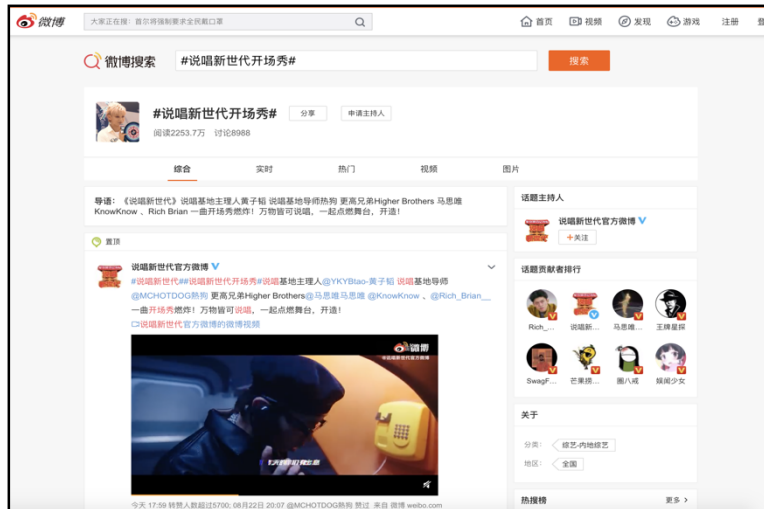 微博
大家正在搜：首尔将强制要求全民戴口罩
首页
视频
发现
游戏
注册
微博搜索
#说唱新世代开场秀#
搜索
#说唱新世代开场秀#
分享
申请主持人
阅读2253.7万 讨论8988
综合
实时
热门
视频
图片
导语：《说唱新世代》说唱基地主理人黄子韬 说唱基地导师热狗 更高兄弟Higher Brothers 马思唯
KnowKnow 、Rich Brian 一曲开场秀燃炸！万物皆可说唱，一起点燃舞台，开造！
置顶
说唱新世代官方微博
#说唱新世代##说唱新世代开场秀#说唱基地主理人@YKYBtao-黄子韬 说唱基地导师
@MCHOTDOG熱狗 更高兄弟Higher Brothers@马思唯马思唯 @KnowKnow 、@Rich_Brian__
一曲开场秀燃炸！万物皆可说唱，一起点燃舞台，开造！
说唱新世代官方微博的微博视频
微博
@说唱新世代官方微博
今天 17:59 转赞人数超过5700; 08月22日 20:07 @MCHOTDOG熱狗 赞过 来自 微博 weibo.com
话题主持人
说唱新世代官方微博
+关注
话题贡献者排行
Rich_...
说唱新...
马思唯...
王牌星探
SwagF...
芒果捞...
圈八戒
娱闻少女
关于
分类：
综艺-内地综艺
地区：
全国
热搜榜
更多 >